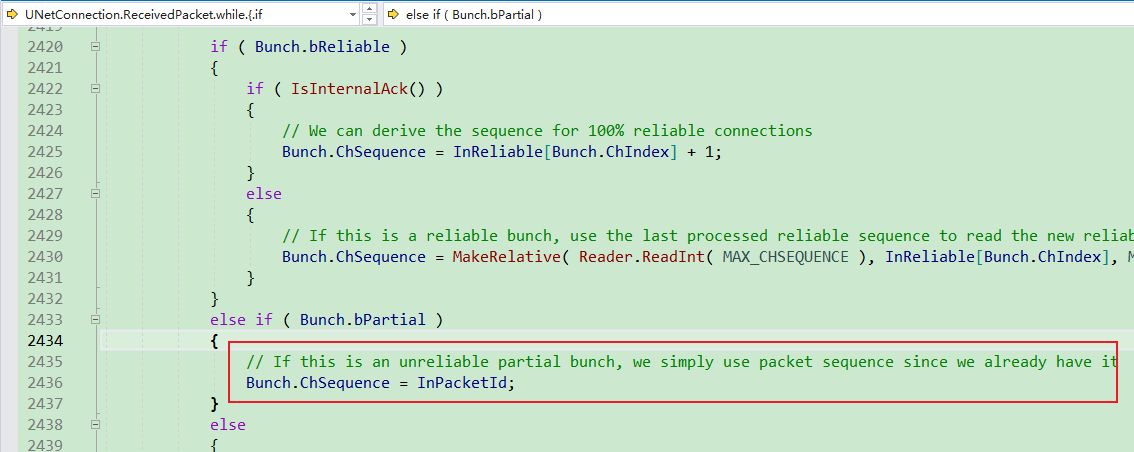 UNetConnection.ReceivedPacket.while.{.if
else if ( Bunch.bPartial )
2419
2420 if ( Bunch.bReliable )
2421 {
2422 if ( IsInternalAck() )
2423 {
2424 // We can derive the sequence for 100% reliable connections
2425 Bunch.ChSequence = InReliable[Bunch.ChIndex] + 1;
2426 }
2427 else
2428 {
2429 // If this is a reliable bunch, use the last processed reliable sequence to read the new reliab
2430 Bunch.ChSequence = MakeRelative( Reader.ReadInt( MAX_CHSEQUENCE ), InReliable[Bunch.ChIndex], M
2431 }
2432 }
2433 else if ( Bunch.bPartial )
2434 {
2435 // If this is an unreliable partial bunch, we simply use packet sequence since we already have it
2436 Bunch.ChSequence = InPacketId;
2437 }
2438 else
2439 {